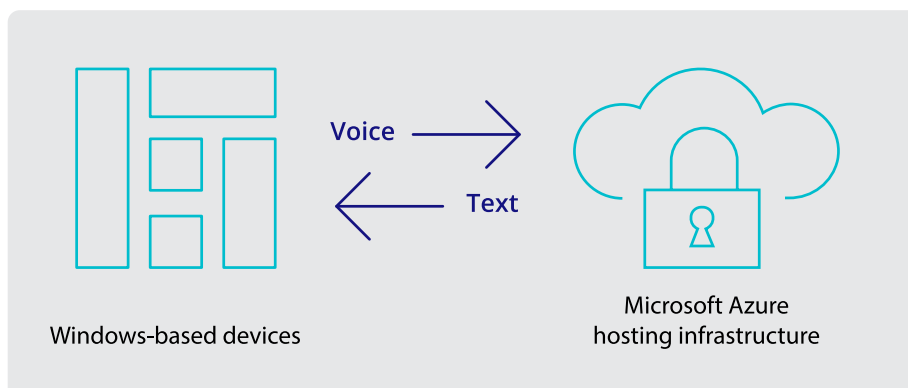 Voice
Text
Windows-based devices
Microsoft Azure
hosting infrastructure